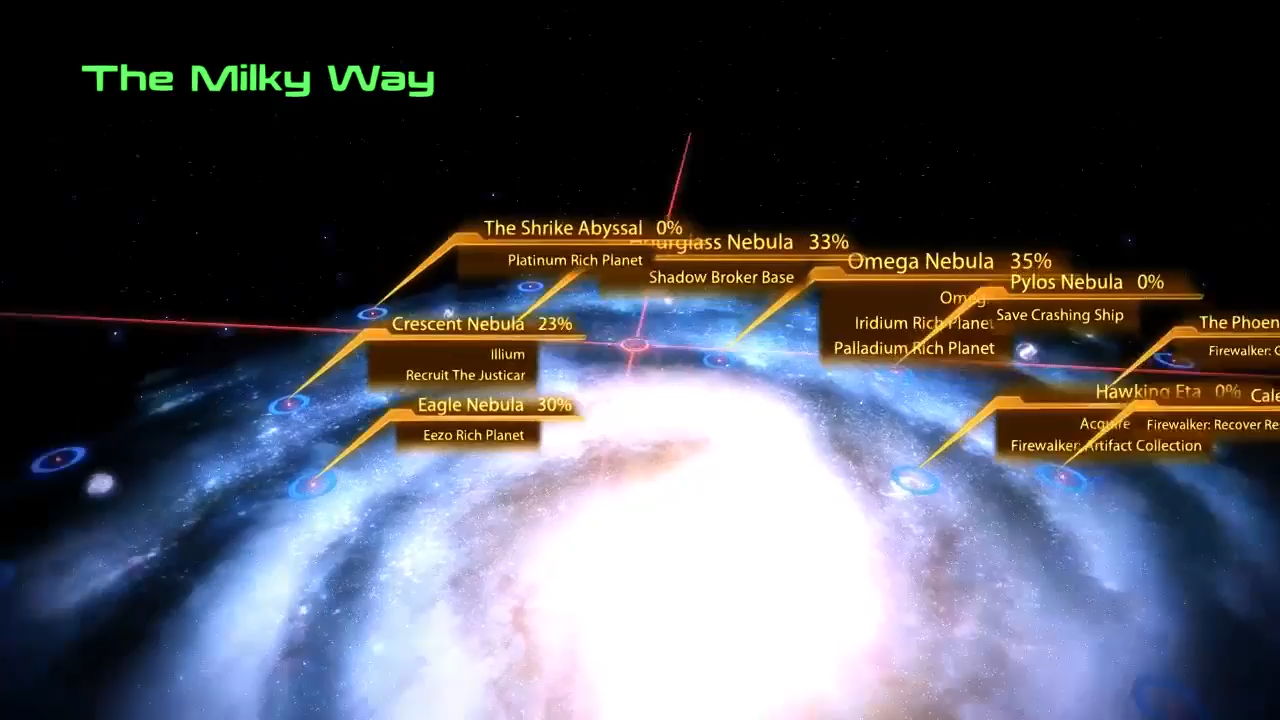 The Milky Way
The Shrike Abyssal 0%
Platinum Rich Planet
Nebula 33%
Shadow Broker Base
Omega Nebula 35%
Iridium Rich Planet
Palladium Rich Planet
Pylos Nebula 0%
Save Crashing Ship
Crescent Nebula 23%
Illium
Recruit The Justicar
Eagle Nebula 30%
Eezo Rich Planet
The
Firewalker:
Hawking Eta 0%
Acquire
Firewalker: Artifact Collection
Firewalker: Recover